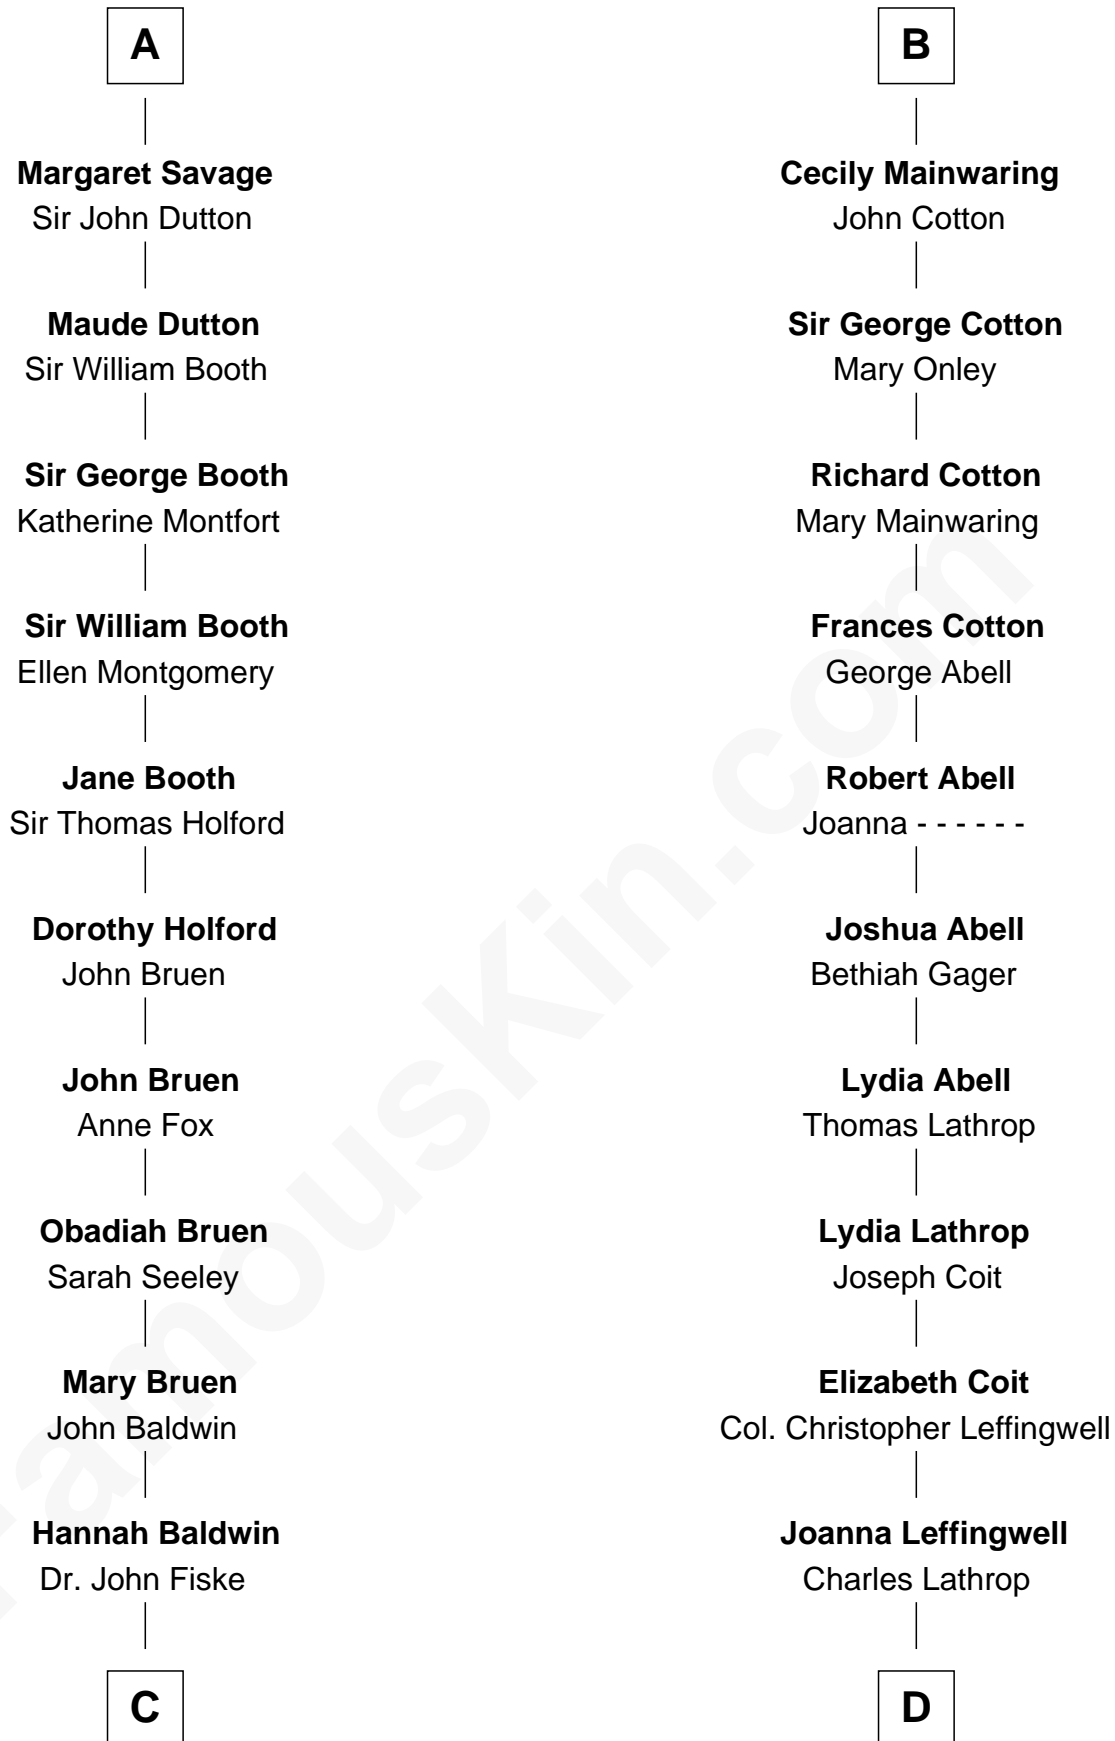 A
Margaret Savage
Sir John Dutton
Maude Dutton
Sir William Booth
Sir George Booth
Katherine Montfort
Sir William Booth
Ellen Montgomery
Jane Booth
Sir Thomas Holford
Dorothy Holford
John Bruen
John Bruen
Anne Fox
Obadiah Bruen
Sarah Seeley
Mary Bruen
John Baldwin
Hannah Baldwin
Dr. John Fiske
C
B
Cecily Mainwaring
John Cotton
Sir George Cotton
Mary Onley
Richard Cotton
Mary Mainwaring
Frances Cotton
George Abell
Robert Abell
Joanna - - - - - -
Joshua Abell
Bethiah Gager
Lydia Abell
Thomas Lathrop
Lydia Lathrop
Joseph Coit
Elizabeth Coit
Col. Christopher Leffingwell
Joanna Leffingwell
Charles Lathrop
D
FamousKin.com